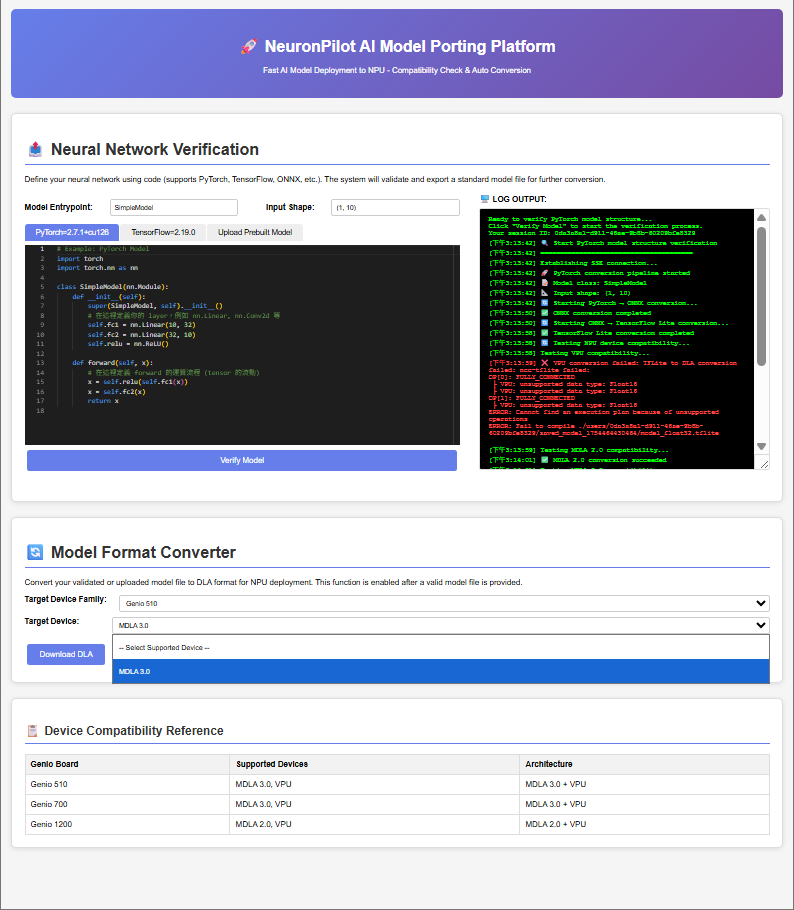 🚀 NeuronPilot AI Model Porting Platform
Fast AI Model Deployment to NPU - Compatibility Check & Auto Conversion
📤 Neural Network Verification
Define your neural network using code (supports PyTorch, TensorFlow, ONNX, etc.). The system will validate and export a standard model file for further conversion.
Model Entrypoint: SimpleModel Input Shape: (1, 10)
PyTorch=2.7.1+cu126 TensorFlow=2.19.0 Upload Prebuilt Model
1 # Example: PyTorch Model
2 import torch
3 import torch.nn as nn
4
5 class SimpleModel(nn.Module):
6 def __init__(self):
7 super(SimpleModel, self).__init__()
8 # 在這裡定義你的 layer，例如 nn.Linear, nn.Conv2d 等
9 self.fc1 = nn.Linear(10, 32)
10 self.fc2 = nn.Linear(32, 10)
11 self.relu = nn.ReLU()
12
13 def forward(self, x):
14 # 在這裡定義 forward 的運算流程 (tensor 的流動)
15 x = self.relu(self.fc1(x))
16 x = self.fc2(x)
17 return x
18
Verify Model
🖥️ LOG OUTPUT:
Ready to verify PyTorch model structure...
Click "Verify Model" to start the verification process.
Your session ID:
[下午3:13:42] 🔍 Start PyTorch model structure verification
[下午3:13:42] ========================================
[下午3:13:42] Establishing SSE connection...
[下午3:13:42] 🚀 PyTorch conversion pipeline started
[下午3:13:42] Model class: SimpleModel
[下午3:13:42] 📐 Input shape: (1, 10)
[下午3:13:42] 🔄 Starting PyTorch → ONNX conversion...
[下午3:13:50] ✅ ONNX conversion completed
[下午3:13:50] 🔄 Starting ONNX → TensorFlow Lite conversion...
[下午3:13:58] ✅ TensorFlow Lite conversion completed
[下午3:13:58] Testing NPU device compatibility...
[下午3:13:58] Testing VPU compatibility...
[下午3:13:59] ❌ VPU conversion failed: TFLite to DLA conversion
failed: ncc-tflite failed:
OP[0]: FULLY_CONNECTED
├ VPU: unsupported data type: Float16
├ VPU: unsupported data type: Float16
OP[1]: FULLY_CONNECTED
├ VPU: unsupported data type: Float16
ERROR: Cannot find an execution plan because of unsupported
operations
ERROR: Fail to compile
[下午3:13:59] Testing MDLA 2.0 compatibility...
[下午3:14:01] ✅ MDLA 2.0 conversion succeeded
🔄 Model Format Converter
Convert your validated or uploaded model file to DLA format for NPU deployment. This function is enabled after a valid model file is provided.
Target Device Family: Genio 510
Target Device: MDLA 3.0
-- Select Supported Device --
MDLA 3.0
Download DLA
📋 Device Compatibility Reference
Genio Board Supported Devices Architecture
Genio 510 MDLA 3.0, VPU MDLA 3.0 + VPU
Genio 700 MDLA 3.0, VPU MDLA 3.0 + VPU
Genio 1200 MDLA 2.0, VPU MDLA 2.0 + VPU